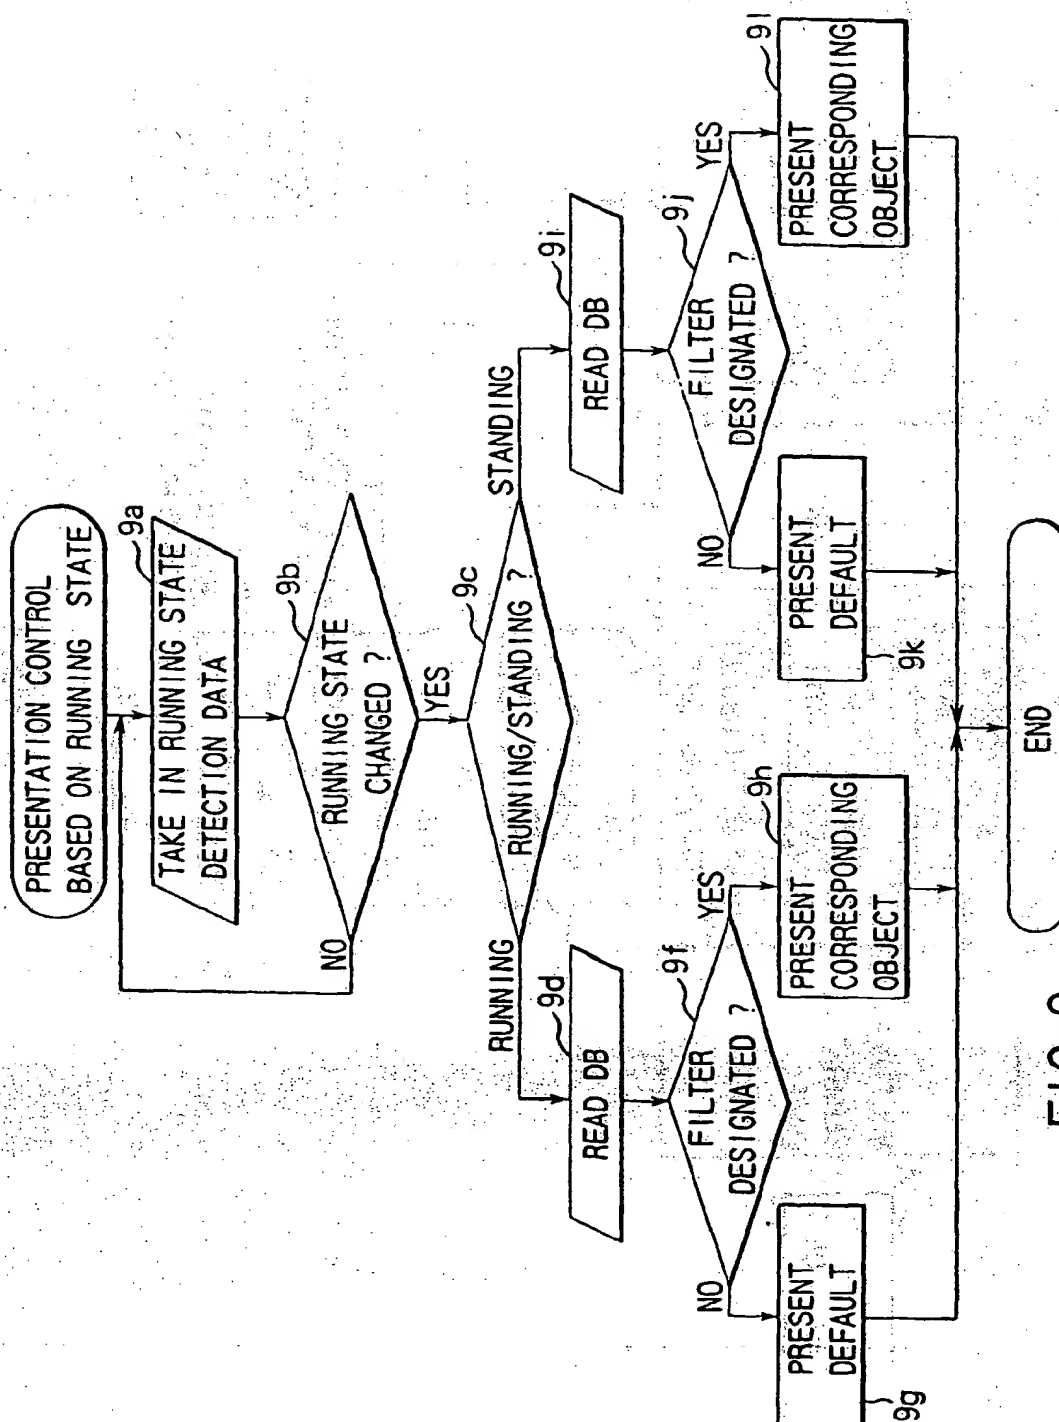 PRESENTATION CONTROL
BASED ON RUNNING STATE
9a
TAKE IN RUNNING STATE
DETECTION DATA
9b
RUNNING STATE
CHANGED ?
NO
YES
9c
RUNNING/STANDING ?
RUNNING
STANDING
9d
READ DB
9i
READ DB
9f
FILTER
DESIGNATED ?
NO
YES
9j
FILTER
DESIGNATED ?
NO
YES
PRESENT
DEFAULT
9g
9h
PRESENT
CORRESPONDING
OBJECT
PRESENT
DEFAULT
9k
9l
PRESENT
CORRESPONDING
OBJECT
END